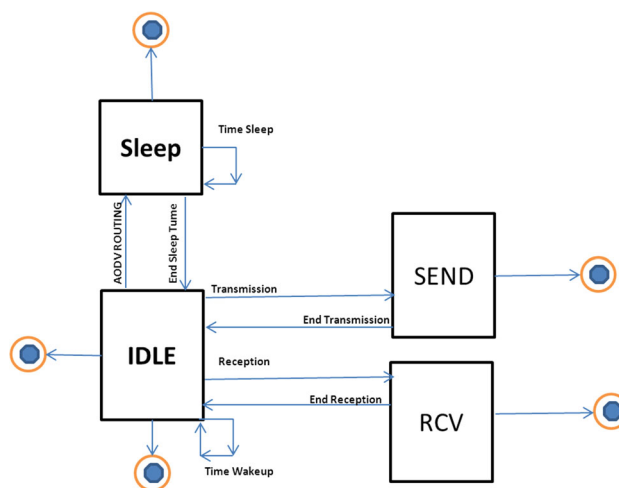 Time Sleep
Sleep
AODV ROUTING
End Sleep Tume
SEND
Transmission
End Transmission
IDLE
Reception
End Reception
RCV
Time Wakeup